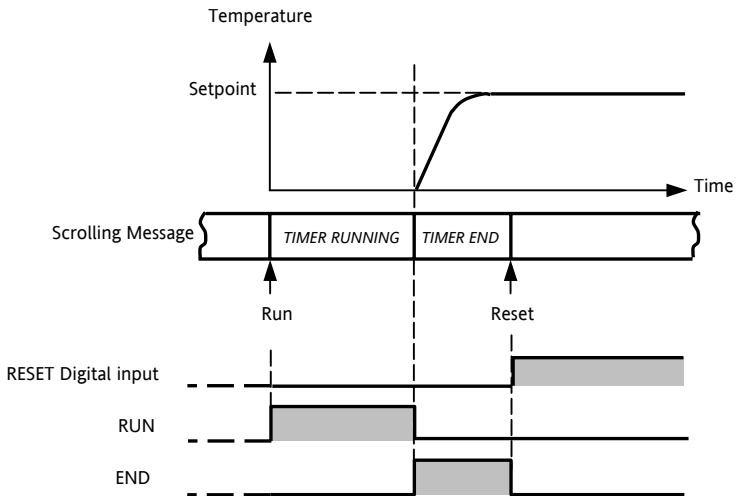 Temperature
Setpoint
Time
Scrolling Message
TIMER RUNNING
TIMER END
Run
Reset
RESET Digital input
RUN
END